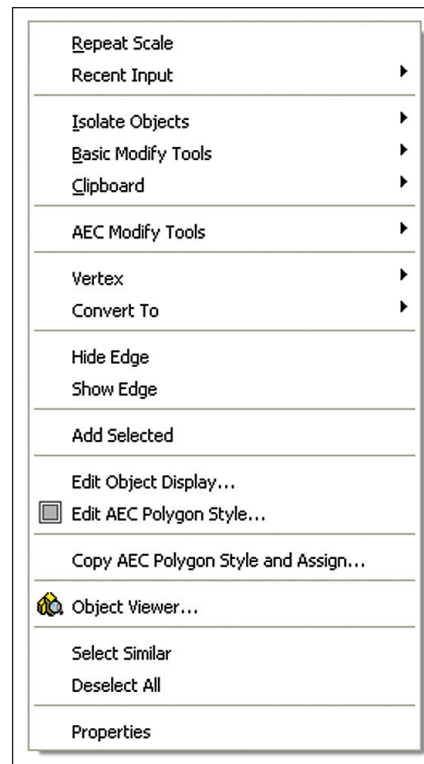 Repeat Scale
Recent Input
Isolate Objects
Basic Modify Tools
Clipboard
AEC Modify Tools
Vertex
Convert To
Hide Edge
Show Edge
Add Selected
Edit Object Display...
Edit AEC Polygon Style...
Copy AEC Polygon Style and Assign...
Object Viewer...
Select Similar
Deselect All
Properties